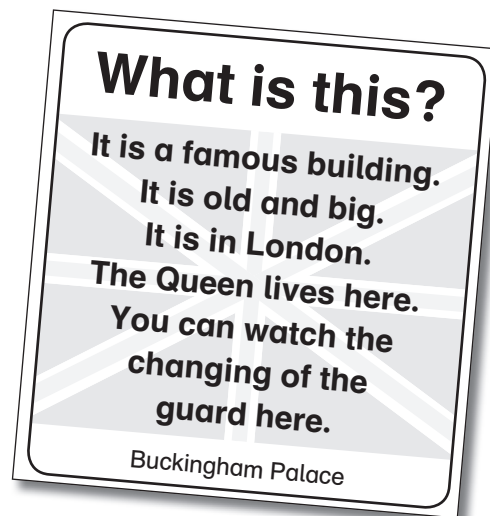 What is this?
It is a famous building.
It is old and big.
It is in London.
The Queen lives here.
You can watch the
changing of the
guard here.
Buckingham Palace